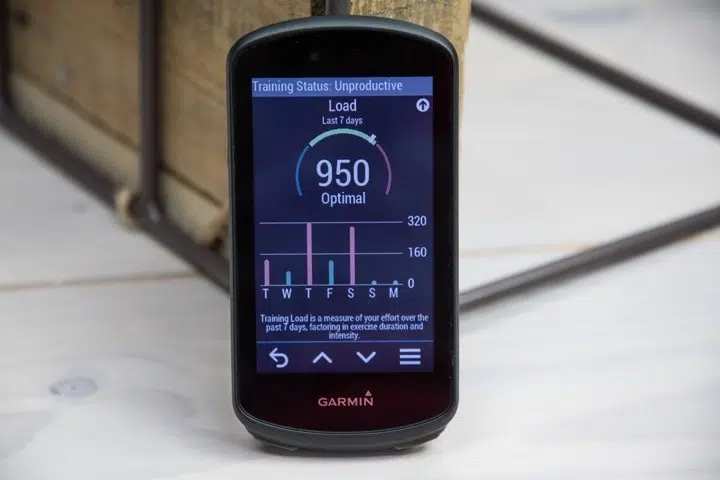 Training Status: Unproductive
Load
Last 7 days
950
Optimal
320
160
0
T W T F S S M
Training Load is a measure of your effort over the
past 7 days, factoring in exercise duration and
intensity.
GARMIN